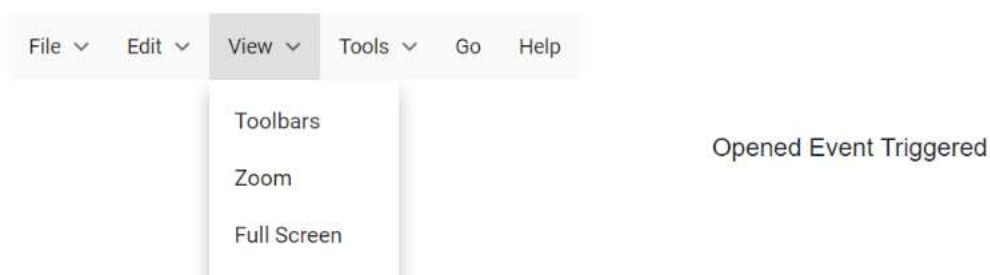 File Edit View Tools Go Help
Toolbars
Opened Event Triggered
Zoom
Full Screen